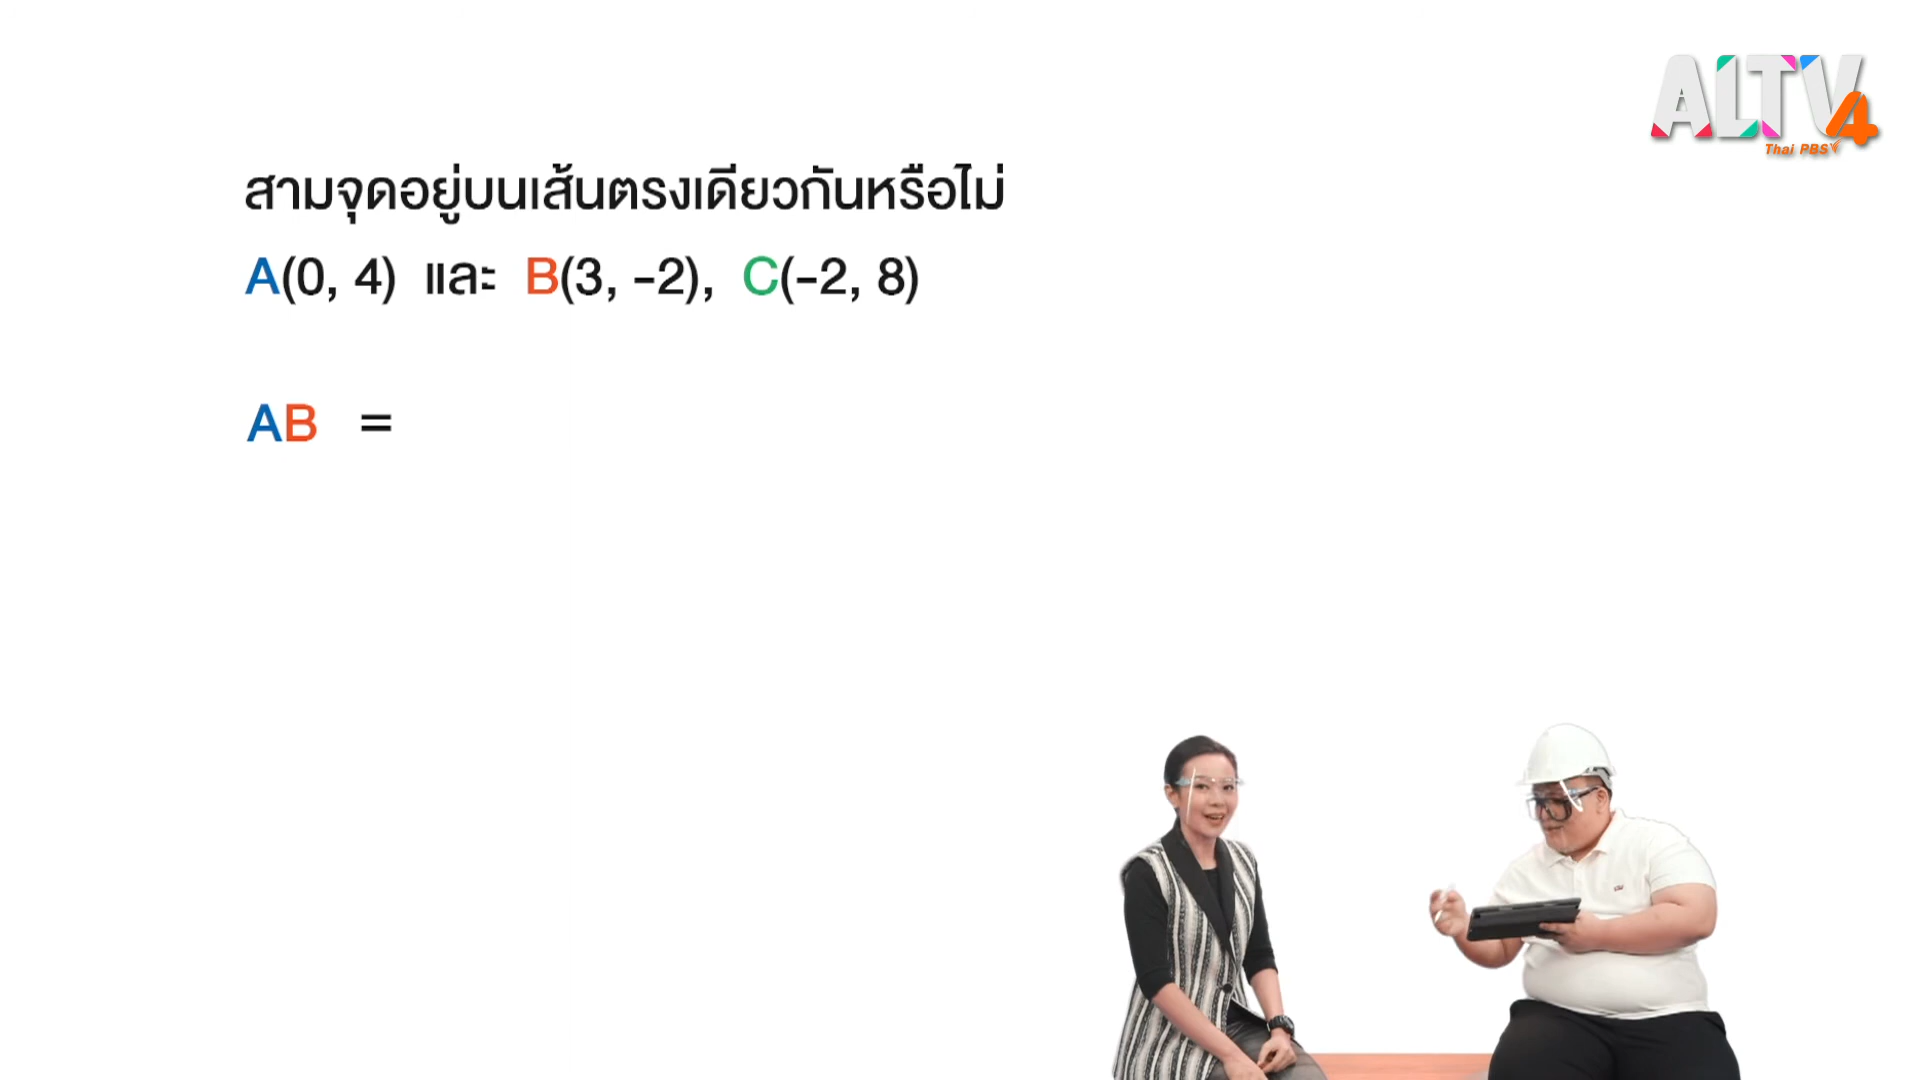 ALTV4
Thai PBS
สามจุดอยู่บนเส้นตรงเดียวกันหรือไม่
A(0, 4) และ B(3, -2), C(-2, 8)
AB =